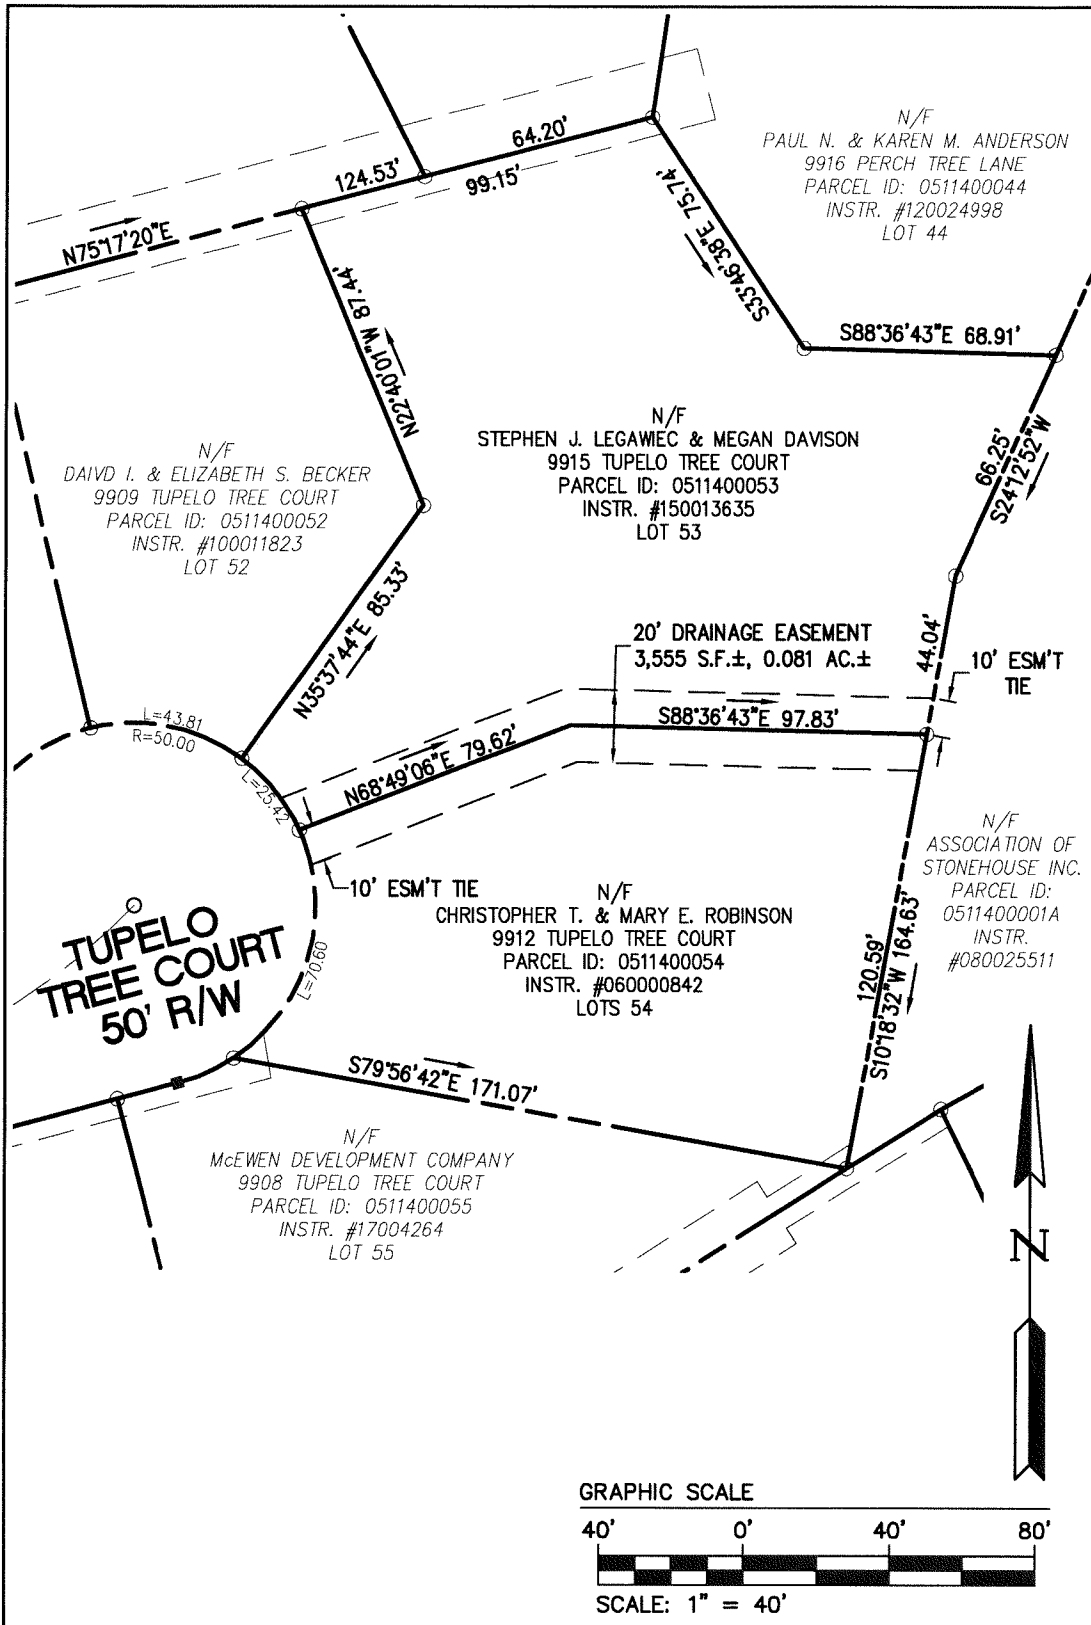 N/F
PAUL N. & KAREN M. ANDERSON
9916 PERCH TREE LANE
PARCEL ID: 0511400044
INSTR. #120024998
LOT 44
64.20'
124.53'
99.15'
N75°17'20"E
S33°46'38"E 75.74'
N22°40'01"W 87.44'
S88°36'43"E 68.91'
N/F
STEPHEN J. LEGAWIEC & MEGAN DAVISON
9915 TUPELO TREE COURT
PARCEL ID: 0511400053
INSTR. #150013635
LOT 53
N/F
DAIVD I. & ELIZABETH S. BECKER
9909 TUPELO TREE COURT
PARCEL ID: 0511400052
INSTR. #100011823
LOT 52
66.25'
S24°12'52"W
N35°37'44"E 85.33'
20' DRAINAGE EASEMENT
3,555 S.F.±, 0.081 AC.±
44.04'
10' ESM'T
TIE
L=43.81
R=50.00
L=25.42
N68°49'06"E 79.62'
S88°36'43"E 97.83'
10' ESM'T TIE
N/F
CHRISTOPHER T. & MARY E. ROBINSON
9912 TUPELO TREE COURT
PARCEL ID: 0511400054
INSTR. #060000842
LOTS 54
N/F
ASSOCIATION OF
STONEHOUSE INC.
PARCEL ID:
0511400001A
INSTR.
#080025511
120.59'
S10°18'32"W 164.63'
TUPELO
TREE COURT
50' R/W
L=70.60
S79°56'42"E 171.07'
N/F
McEWEN DEVELOPMENT COMPANY
9908 TUPELO TREE COURT
PARCEL ID: 0511400055
INSTR. #17004264
LOT 55
N
GRAPHIC SCALE
40' 0' 40' 80'
SCALE: 1" = 40'